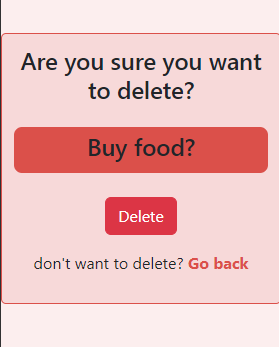 Are you sure you want
to delete?
Buy food?
Delete
don't want to delete? Go back